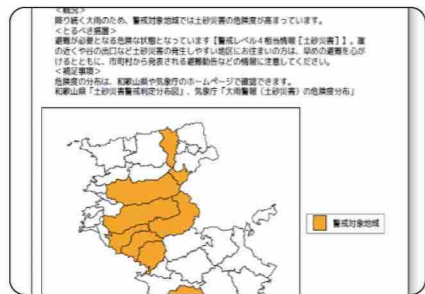 <概況>
降り続く大雨のため、警戒対象地域では土砂災害の危険度が高まっています。
<とるべき措置>
避難が必要となる危険な状態となっています【警戒レベル4相当情報［土砂災害］】。崖
の近くや谷の出口など土砂災害の発生しやすい地区にお住まいの方は、早めの避難を心が
けるとともに、市町村から発表される避難勧告などの情報に注意してください。
<補足事項>
危険度の分布は、和歌山県や気象庁のホームページで確認できます。
和歌山県「土砂災害警戒判定分布図」、気象庁「大雨警報（土砂災害）の危険度分布」
警戒対象地域